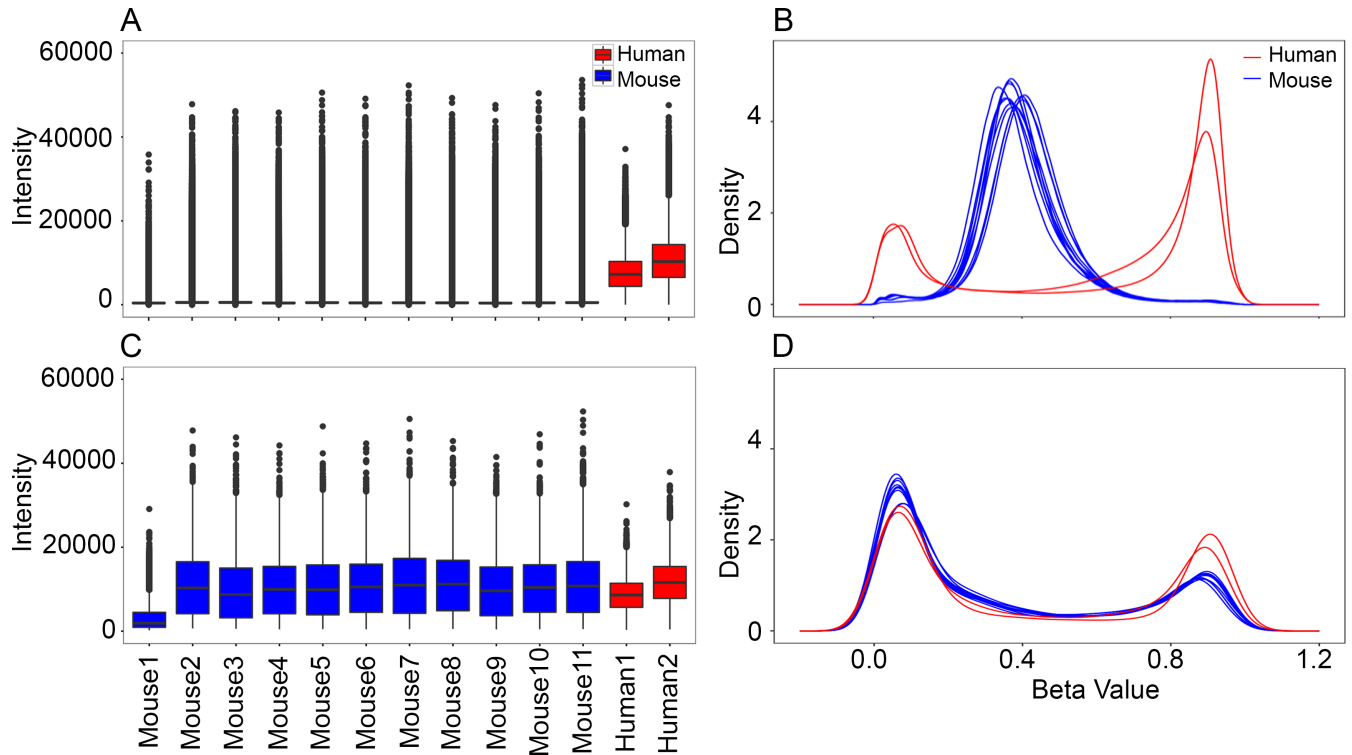 A
60000
40000
20000
0
Intensity
Human
Mouse
B
4
2
0
Density
Human
Mouse
C
60000
40000
20000
0
Intensity
Mouse1
Mouse2
Mouse3
Mouse4
Mouse5
Mouse6
Mouse7
Mouse8
Mouse9
Mouse10
Mouse11
Human1
Human2
D
4
2
0
Density
0.0
0.4
0.8
1.2
Beta Value